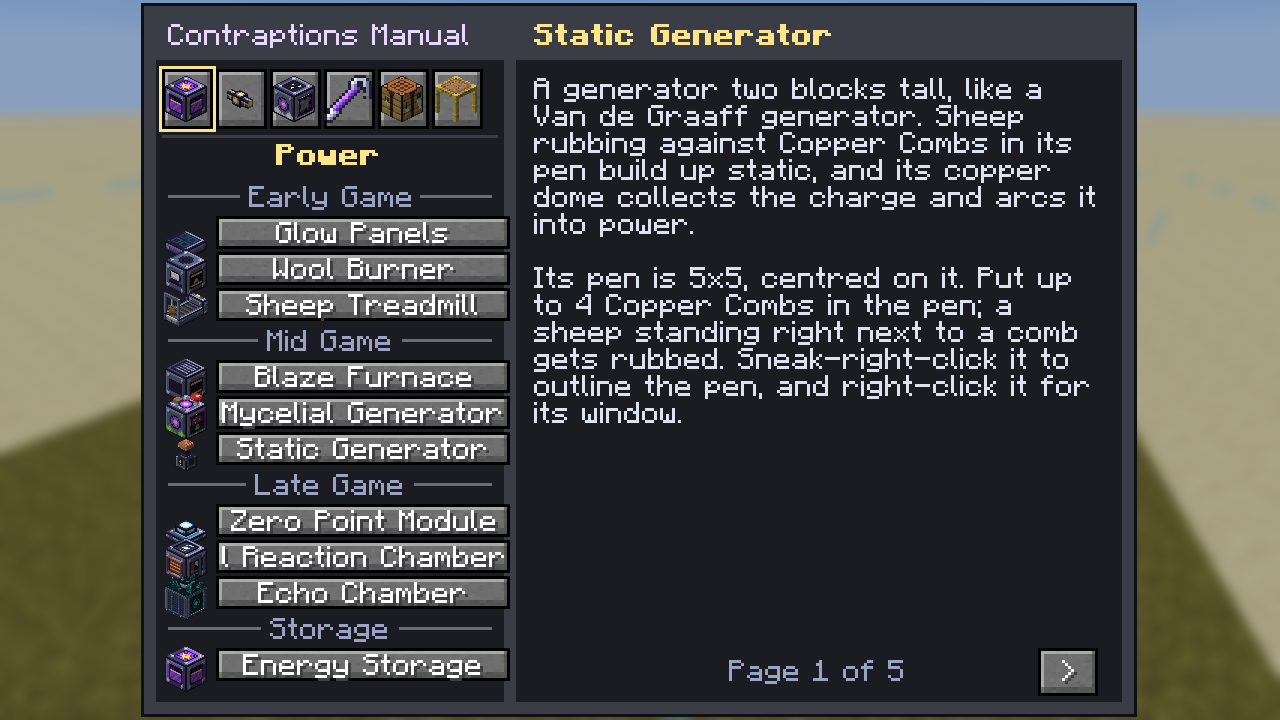 Contraptions Manual
Power
Early Game
Glow Panels
Wool Burner
Sheep Treadmill
Mid Game
Blaze Furnace
Mycelial Generator
Static Generator
Late Game
Zero Point Module
l Reaction Chamber
Echo Chamber
Storage
Energy Storage
Static Generator
A generator two blocks tall, like a
Van de Graaff generator. Sheep
rubbing against Copper Combs in its
pen build up static, and its copper
dome collects the charge and arcs it
into power.
Its pen is 5x5, centred on it. Put up
to 4 Copper Combs in the pen; a
sheep standing right next to a comb
gets rubbed. Sneak-right-click it to
outline the pen, and right-click it for
its window.
Page 1 of 5
>